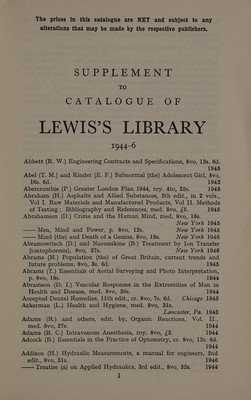 The prices in this catalogue are NET and subject to any
alterations that may be made by the respective publishers.
SUPPLEMENT
TO
CATALOGUE OF
LEWIS'S LIBRARY
1944-6
Abbett (R. W.) Engineering Contracts and Specifications, 8vo, 13s. 6d.
1945
Abel (T. M.) and Kinder (E. F.) Subnormal (the) Adolescent Girl, 8vo,
16s. 6d. 1942
Abercrombie (P.) Greater London Plan 1944, roy. 4to, 25s. 1945
Abraham (H.) Asphalts and Allied Substances, 5th edit., in 2 vols.,
Vol I. Raw Materials and Manufactured Products, Vol II. Methods
of Testing; Bibliography and References, med. 8vo, £3. 1945
Abrahamsen (D.) Crime and the Human Mind, med. 8vo, 18s.
New York 1945
—— Men, Mind and Power, p. 8vo, 12s. New York 1945
—— Mind (the) and Death of a Genius, 8vo, 18s. New York 1946
Abramowitsch (D.) and Neoussikine (B.) Treatment by Ion Transfer
(iontophoresis), 8vo, 27s. New York 1946
Abrams (M.) Population (the) of Great Britain, current trends and
future problems, 8vo, 5s. 6d. 1945
Abrams (T.) Essentials of Aerial Surveying and Photo Interpretation,
p. 8vo, 18s. 1944
Abramson (D. I.) Vascular Responses in the Extremities of Man in
Health and Disease, med. 8vo, 30s. 1944
Accepted Dental Remedies, 11th edit., cr. 8vo, 7s. 6d. Chicago 1945
Ackerman (L.) Health and Hygiene, med. 8vo, 31s.
Lancaster, Pa. 1943
Adams (R.) and others, edit. by, Organic Reactions, Vol. II.,
med. 8vo, 27s. 1944
Adams (R. C.) Intravenous Anesthesia, roy. 8vo, £3. 1944
Adcock (B.) Essentials in the Practice of Optometry, cr. 8vo, 12s. 6d.
1944
Addison (H.) Hydraulic Measurements, a manual for engineers, 2nd
edit., 8vo, 21s. 1946
—— Treatise (a) on Applied Hydraulics, 3rd edit., 8vo, 32s. 1944
1